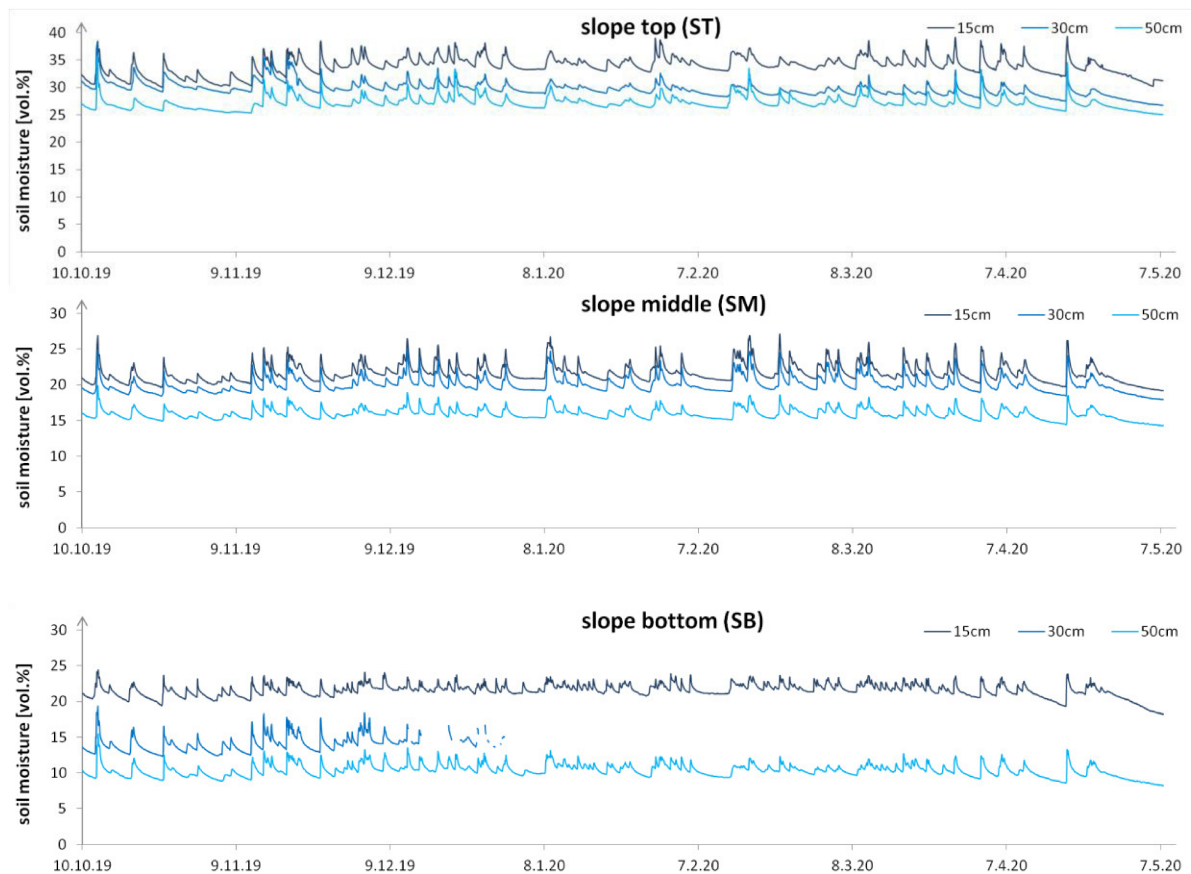 slope top (ST)
15cm 30cm 50cm
soil moisture [vol.%]
40
35
30
25
20
15
10
5
0
10.10.19 9.11.19 9.12.19 8.1.20 7.2.20 8.3.20 7.4.20 7.5.20
slope middle (SM)
15cm 30cm 50cm
soil moisture [vol.%]
30
25
20
15
10
5
0
10.10.19 9.11.19 9.12.19 8.1.20 7.2.20 8.3.20 7.4.20 7.5.20
slope bottom (SB)
15cm 30cm 50cm
soil moisture [vol.%]
30
25
20
15
10
5
0
10.10.19 9.11.19 9.12.19 8.1.20 7.2.20 8.3.20 7.4.20 7.5.20